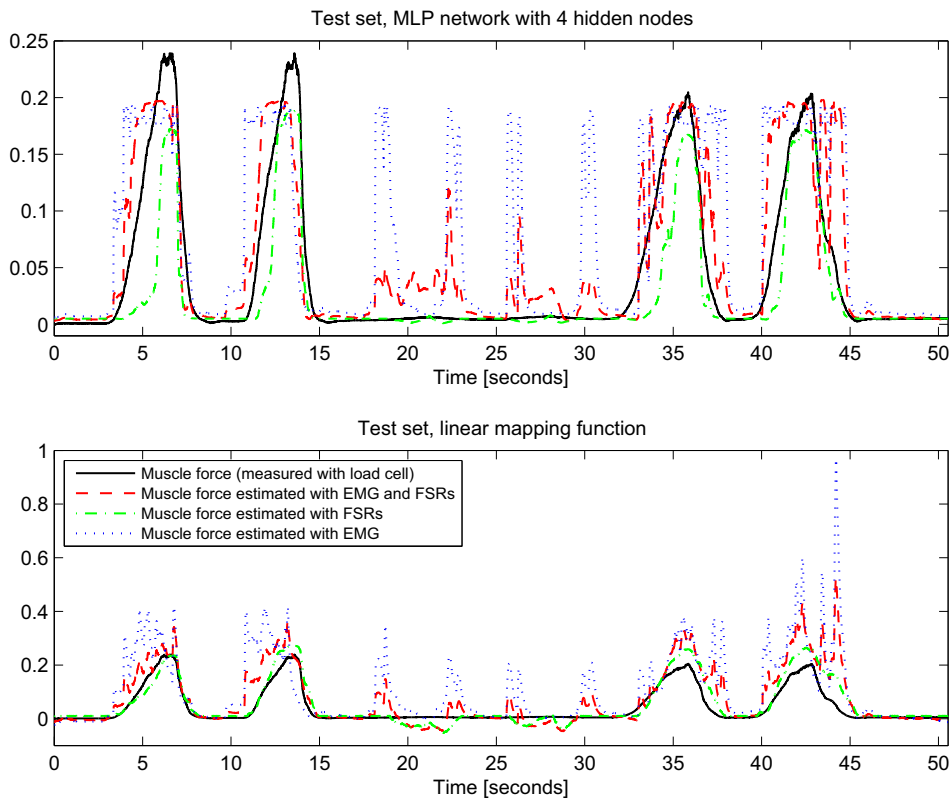 Test set, MLP network with 4 hidden nodes
0.25
0.2
0.15
0.1
0.05
0
0 5 10 15 20 25 30 35 40 45 50
Time [seconds]
Test set, linear mapping function
1
0.8
0.6
0.4
0.2
0
Muscle force (measured with load cell)
Muscle force estimated with EMG and FSRs
Muscle force estimated with FSRs
Muscle force estimated with EMG
0 5 10 15 20 25 30 35 40 45 50
Time [seconds]